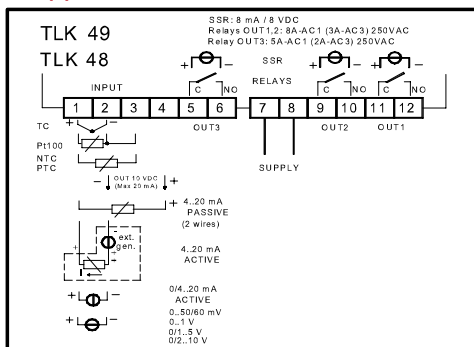 SSR: 8 mA / 8 VDC
TLK 49
Relays OUT1,2: 8A-AC1 (3A-AC3) 250VAC
Relay OUT3: 5A-AC1 (2A-AC3) 250VAC
TLK 48
+ - SSR + - + -
INPUT C NO RELAYS C NO C NO
1 2 3 4 5 6 7 8 9 10 11 12
TC + - OUT3 OUT2 OUT1
Pt100
NTC
PTC
SUPPLY
- OUT 10 VDC +
(Max 20 mA)
+ 4..20 mA
PASSIVE
(2 wires)
-
ext.
gen.
+ +
4..20 mA
ACTIVE
I
+ - 0/4..20 mA
ACTIVE
+ - 0..50/60 mV
0..1 V
0/1..5 V
0/2..10 V